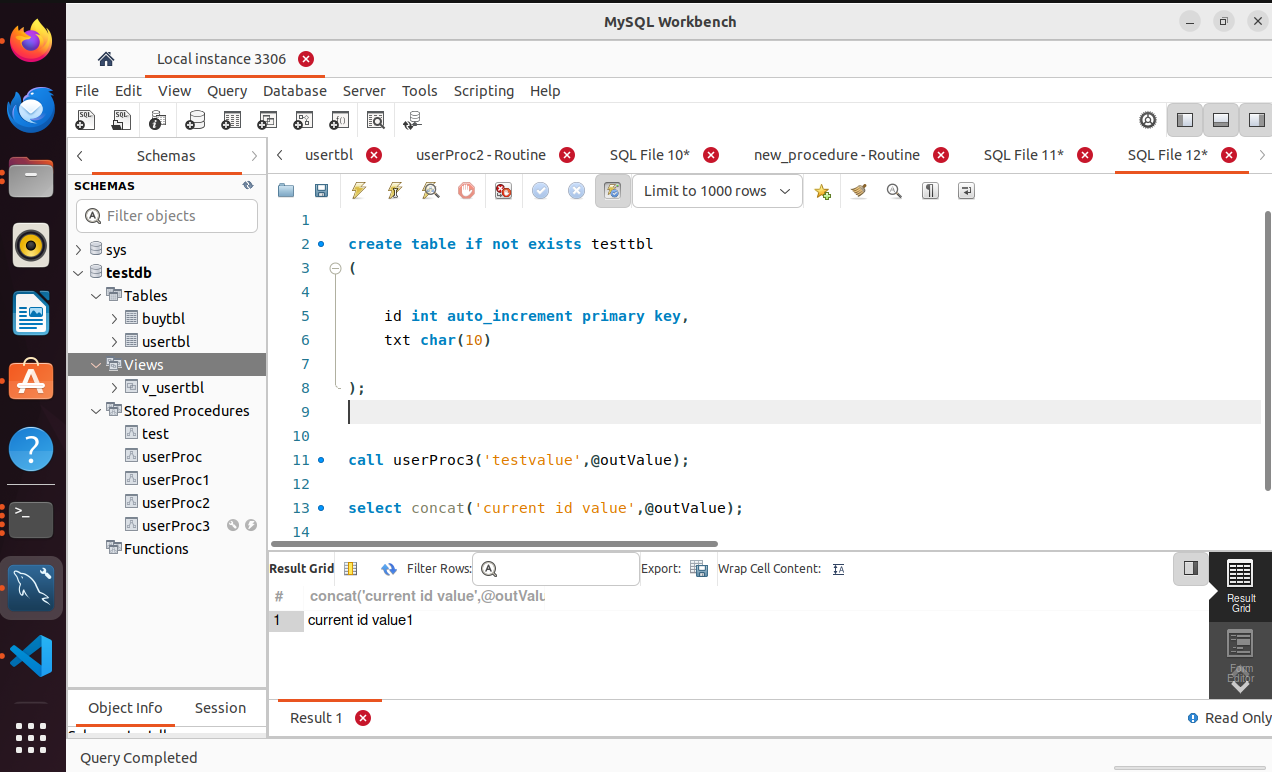 MySQL Workbench
Local instance 3306
File Edit View Query Database Server Tools Scripting Help
Schemas
usertbl userProc2 - Routine SQL File 10* new_procedure - Routine SQL File 11* SQL File 12*
SCHEMAS
Filter objects
Limit to 1000 rows
sys
testdb
Tables
buytbl
usertbl
Views
v_usertbl
Stored Procedures
test
userProc
userProc1
userProc2
userProc3
Functions
1
2 create table if not exists testtbl
3 (
4
5 id int auto_increment primary key,
6 txt char(10)
7
8 );
9
10
11 call userProc3('testvalue',@outValue);
12
13 select concat('current id value',@outValue);
14
Result Grid Filter Rows: Export: Wrap Cell Content:
# concat('current id value',@outValu
1 current id value1
Result
Grid
Form
Editor
Object Info Session
Result 1
Read Only
Query Completed